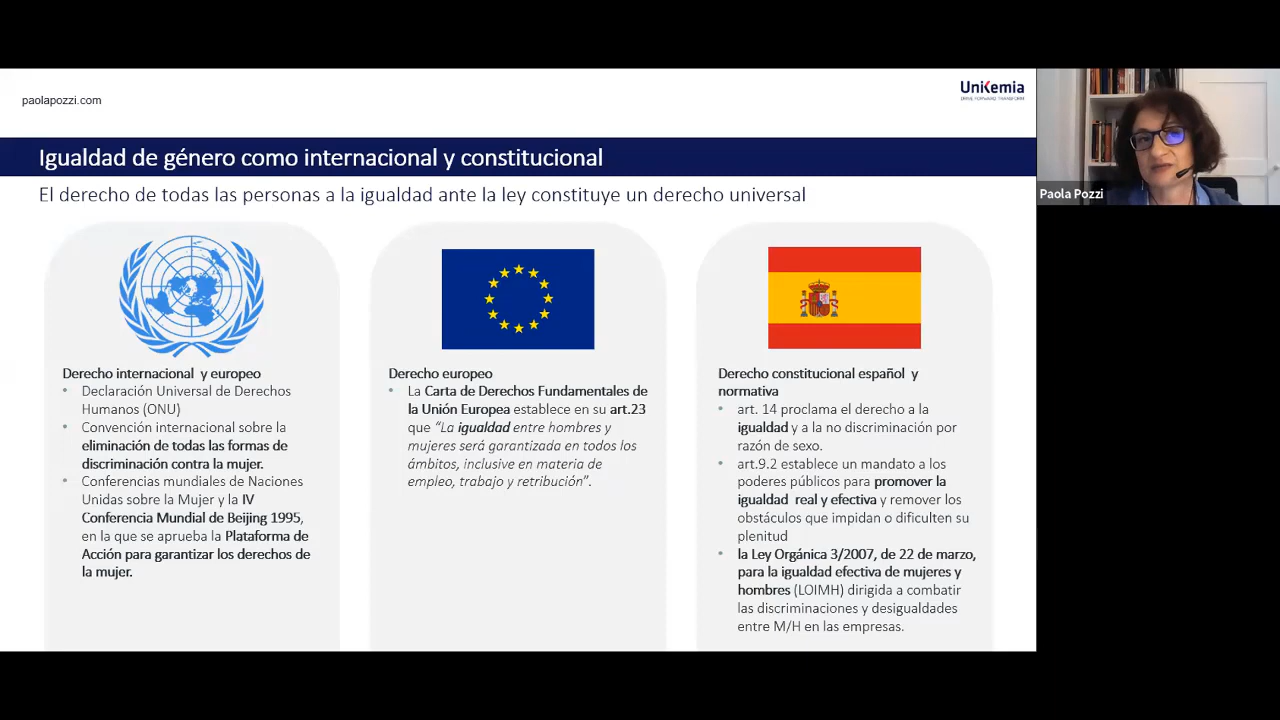 paolapozzi.com
UniKemia
Igualdad de género como internacional y constitucional
El derecho de todas las personas a la igualdad ante la ley constituye un derecho universal
Paola Pozzi
Derecho internacional y europeo
• Declaración Universal de Derechos
Humanos (ONU)
• Convención internacional sobre la
eliminación de todas las formas de
discriminación contra la mujer.
• Conferencias mundiales de Naciones
Unidas sobre la Mujer y la IV
Conferencia Mundial de Beijing 1995,
en la que se aprueba la Plataforma de
Acción para garantizar los derechos de
la mujer.
Derecho europeo
• La Carta de Derechos Fundamentales de
la Unión Europea establece en su art.23
que “La igualdad entre hombres y
mujeres será garantizada en todos los
ámbitos, inclusive en materia de
empleo, trabajo y retribución”.
Derecho constitucional español y
normativa
• art. 14 proclama el derecho a la
igualdad y a la no discriminación por
razón de sexo.
• art.9.2 establece un mandato a los
poderes públicos para promover la
igualdad real y efectiva y remover los
obstáculos que impidan o dificulten su
plenitud
• la Ley Orgánica 3/2007, de 22 de marzo,
para la igualdad efectiva de mujeres y
hombres (LOIMH) dirigida a combatir
las discriminaciones y desigualdades
entre M/H en las empresas.